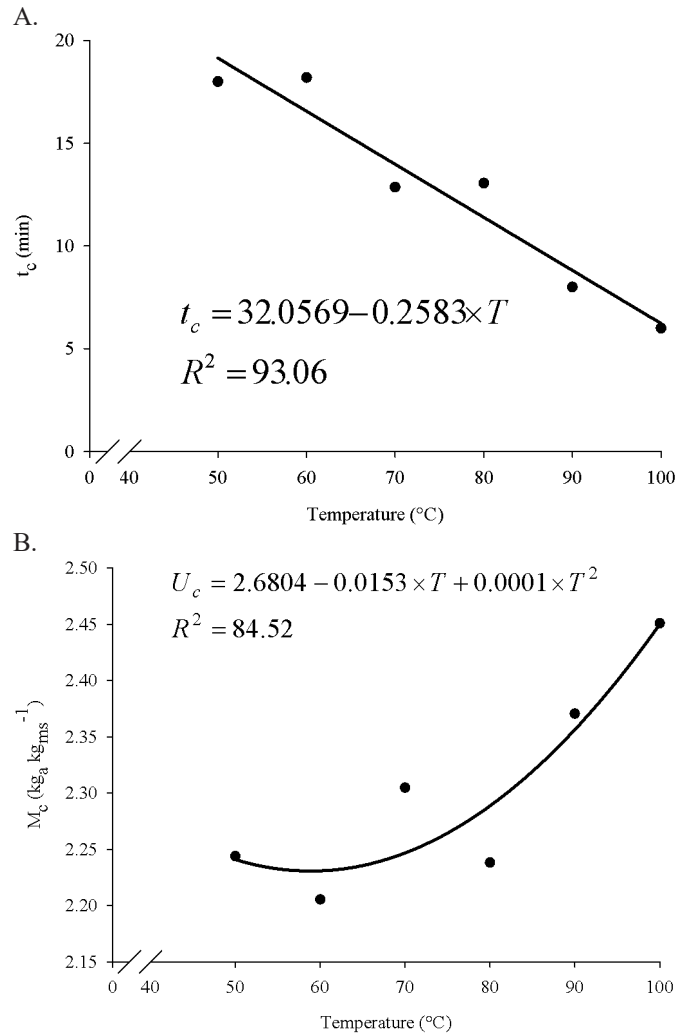 A.
20
15
10
5
0
t_c (min)
t_c = 32.0569−0.2583×T
R² = 93.06
0 40 50 60 70 80 90 100
Temperature (°C)
B.
2.50
2.45
2.40
2.35
2.30
2.25
2.20
2.15
M_c (kg_a kg_ms^-1)
U_c = 2.6804 − 0.0153 × T + 0.0001 × T²
R² = 84.52
0 40 50 60 70 80 90 100
Temperature (°C)